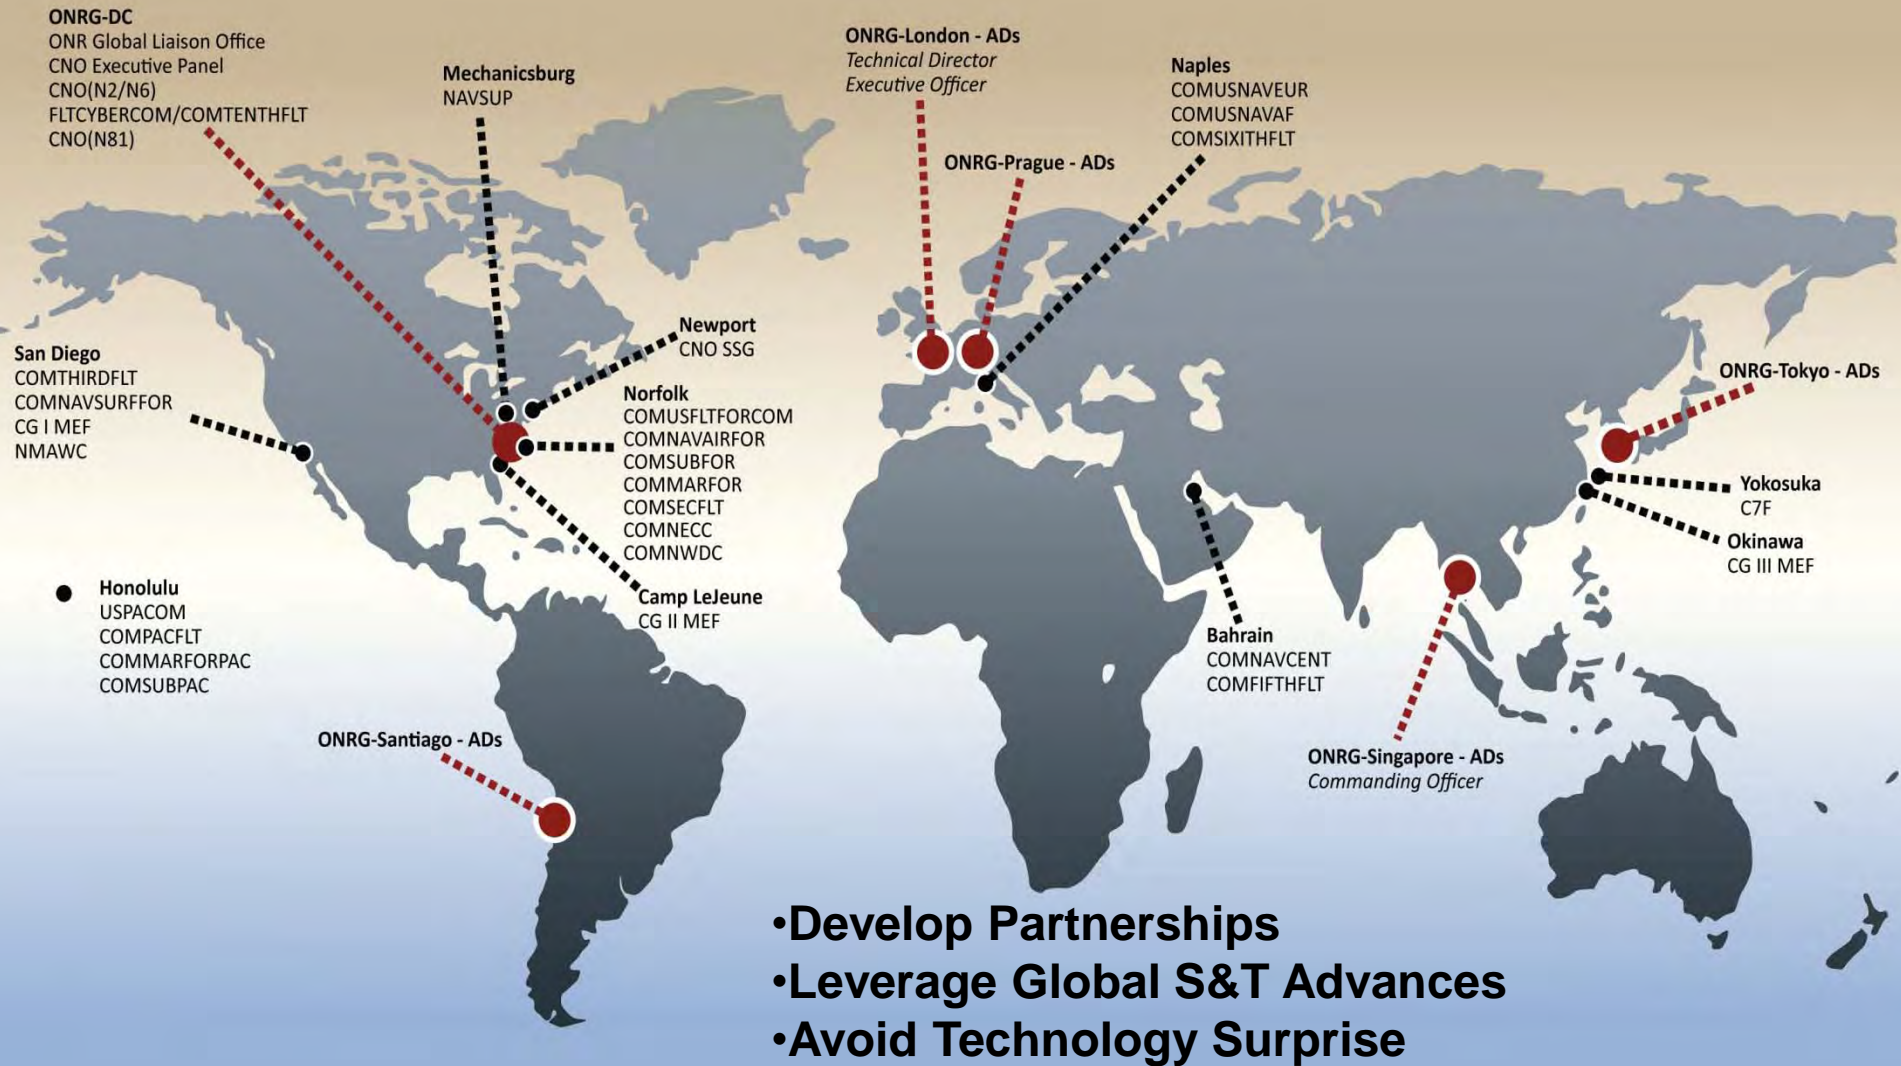 ONRG-DC
ONR Global Liaison Office
CNO Executive Panel
CNO(N2/N6)
FLTCYBERCOM/COMTENTHFLT
CNO(N81)
Mechanicsburg
NAVSUP
ONRG-London - ADs
Technical Director
Executive Officer
ONRG-Prague - ADs
Naples
COMUSNAVEUR
COMUSNAVAF
COMSIXITHFLT
San Diego
COMTHIRDFLT
COMNAVSURFFOR
CG I MEF
NMAWC
Newport
CNO SSG
Norfolk
COMUSFLTFORCOM
COMNAVAIRFOR
COMSUBFOR
COMMARFOR
COMSECFLT
COMNECC
COMNWDC
Camp LeJeune
CG II MEF
ONRG-Tokyo - ADs
Yokosuka
C7F
Okinawa
CG III MEF
Honolulu
USPACOM
COMPACFLT
COMMARFORPAC
COMSUBPAC
Bahrain
COMNAVCENT
COMFIFTHFLT
ONRG-Santiago - ADs
ONRG-Singapore - ADs
Commanding Officer
•Develop Partnerships
•Leverage Global S&T Advances
•Avoid Technology Surprise